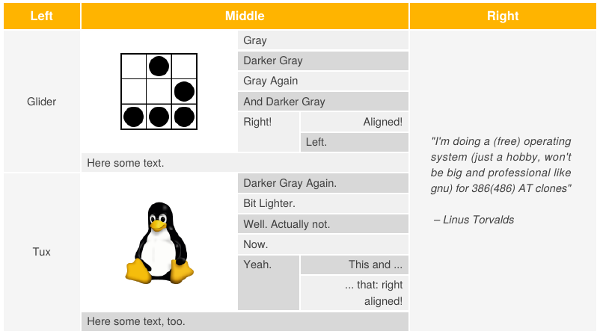 Left
Middle
Right
Glider
Gray
Darker Gray
Gray Again
And Darker Gray
Right!
Aligned!
Left.
Here some text.
Tux
Darker Gray Again.
Bit Lighter.
Well. Actually not.
Now.
Yeah.
This and ...
... that: right
aligned!
Here some text, too.
"I'm doing a (free) operating
system (just a hobby, won't
be big and professional like
gnu) for 386(486) AT clones"
– Linus Torvalds